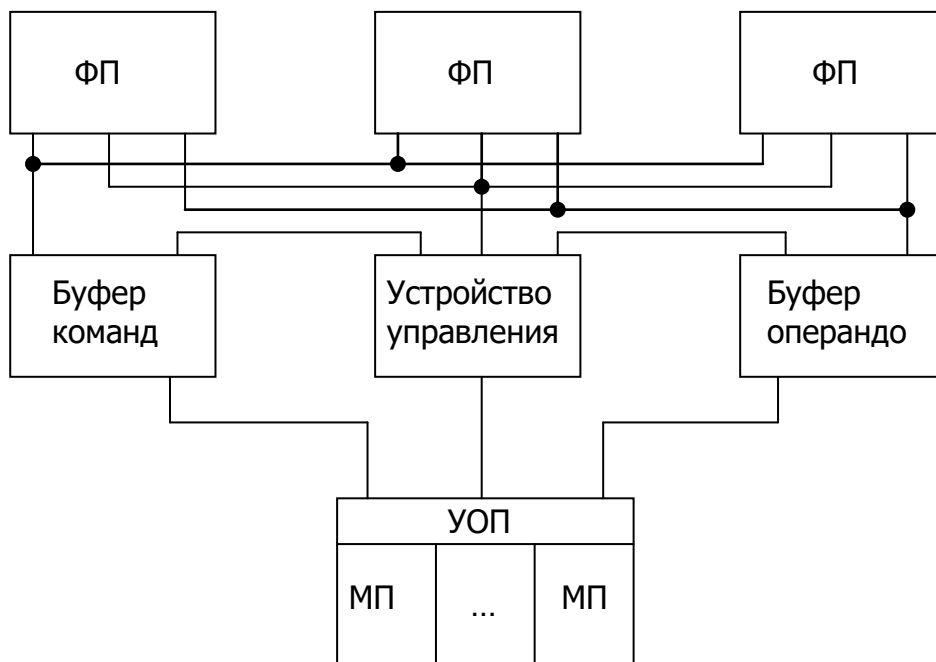 ФП
ФП
ФП
Буфер
команд
Устройство
управления
Буфер
операндо
УОП
МП
...
МП